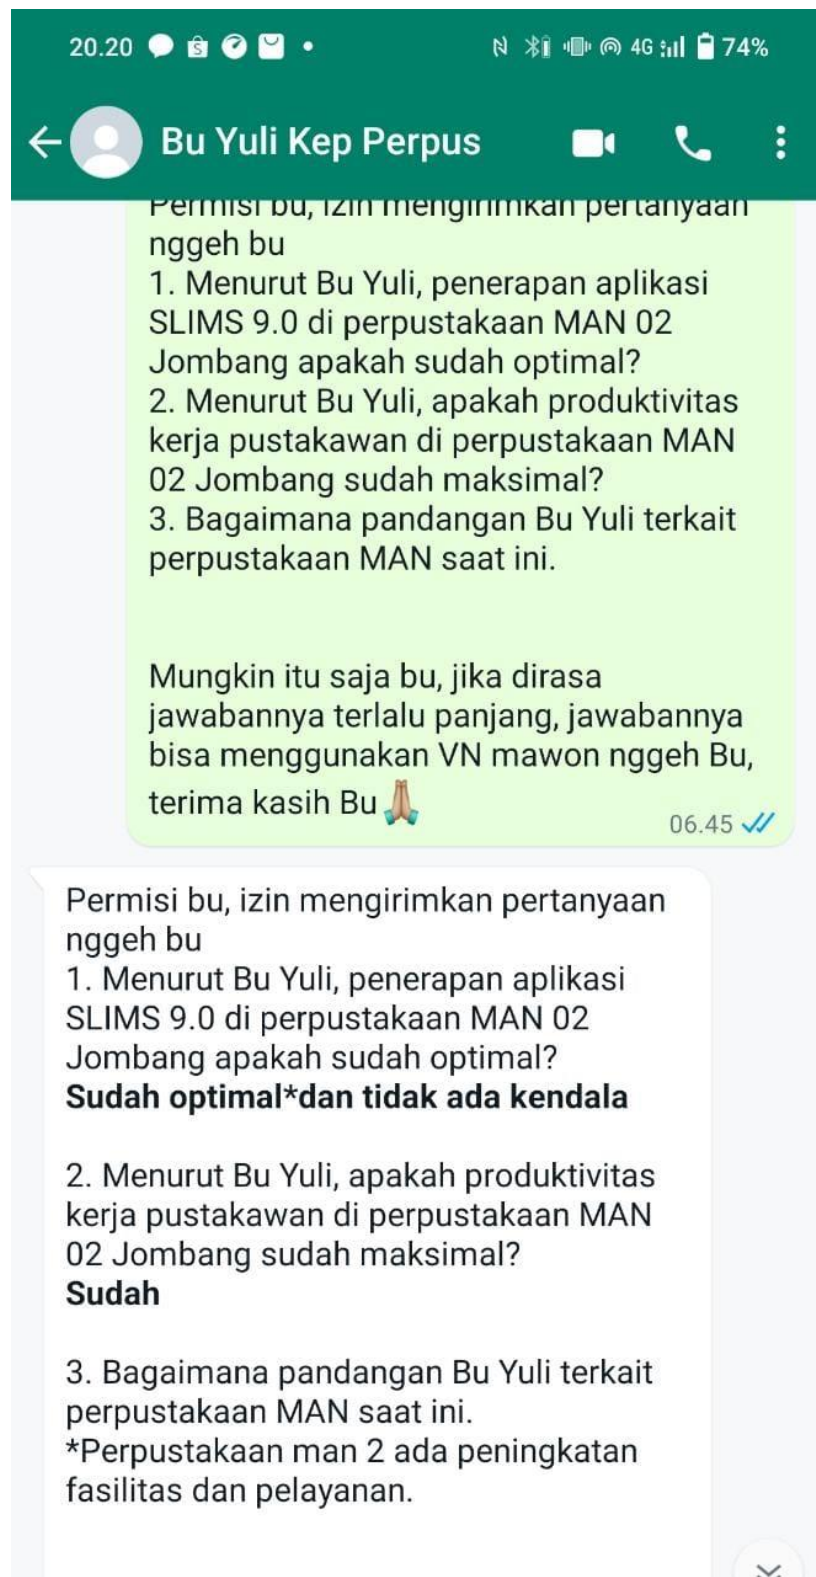 20.20
4G 74%
Bu Yuli Kep Perpus
Permisi bu, izin mengirimkan pertanyaan
nggeh bu
1. Menurut Bu Yuli, penerapan aplikasi
SLIMS 9.0 di perpustakaan MAN 02
Jombang apakah sudah optimal?
2. Menurut Bu Yuli, apakah produktivitas
kerja pustakawan di perpustakaan MAN
02 Jombang sudah maksimal?
3. Bagaimana pandangan Bu Yuli terkait
perpustakaan MAN saat ini.
Mungkin itu saja bu, jika dirasa
jawabannya terlalu panjang, jawabannya
bisa menggunakan VN mawon nggeh Bu,
terima kasih Bu🙏🏼
06.45
Permisi bu, izin mengirimkan pertanyaan
nggeh bu
1. Menurut Bu Yuli, penerapan aplikasi
SLIMS 9.0 di perpustakaan MAN 02
Jombang apakah sudah optimal?
Sudah optimal*dan tidak ada kendala
2. Menurut Bu Yuli, apakah produktivitas
kerja pustakawan di perpustakaan MAN
02 Jombang sudah maksimal?
Sudah
3. Bagaimana pandangan Bu Yuli terkait
perpustakaan MAN saat ini.
*Perpustakaan man 2 ada peningkatan
fasilitas dan pelayanan.